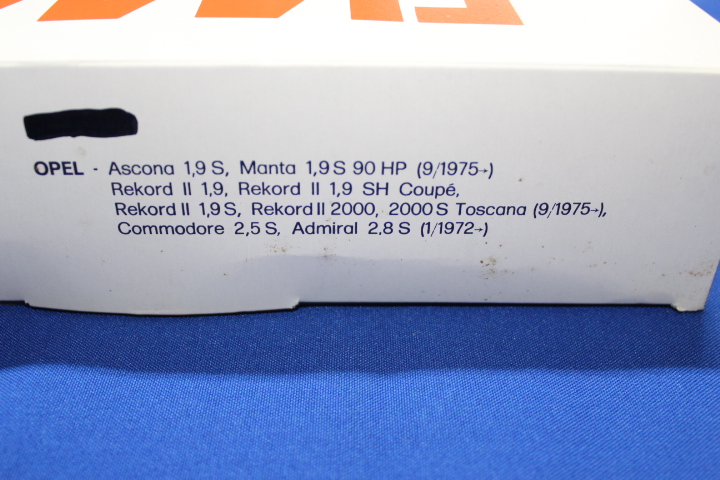 OPEL - Ascona 1,9 S, Manta 1,9 S 90 HP (9/1975→)
Rekord II 1,9, Rekord II 1,9 SH Coupé,
Rekord II 1,9 S, Rekord II 2000, 2000 S Toscana (9/1975→),
Commodore 2,5 S, Admiral 2,8 S (1/1972→)